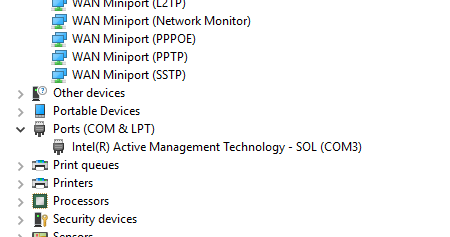 WAN Miniport (L2TP)
WAN Miniport (Network Monitor)
WAN Miniport (PPPOE)
WAN Miniport (PPTP)
WAN Miniport (SSTP)
Other devices
Portable Devices
Ports (COM & LPT)
Intel(R) Active Management Technology - SOL (COM3)
Print queues
Printers
Processors
Security devices
Sensors